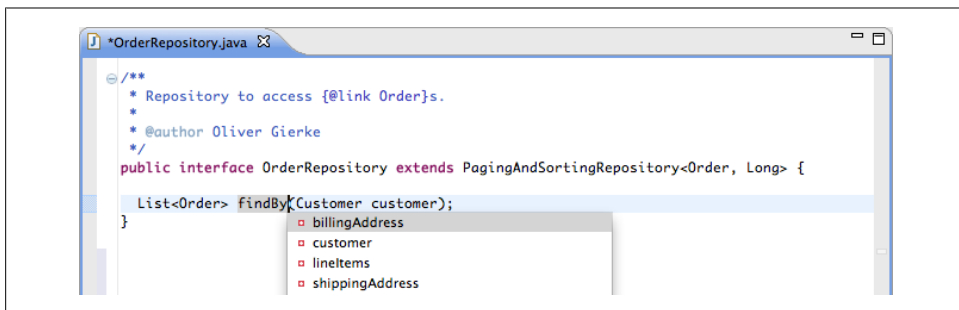 *OrderRepository.java
/**
* Repository to access {@link Order}s.
*
* @author Oliver Gierke
*/
public interface OrderRepository extends PagingAndSortingRepository<Order, Long> {
List<Order> findBy(Customer customer);
}
billingAddress
customer
lineItems
shippingAddress